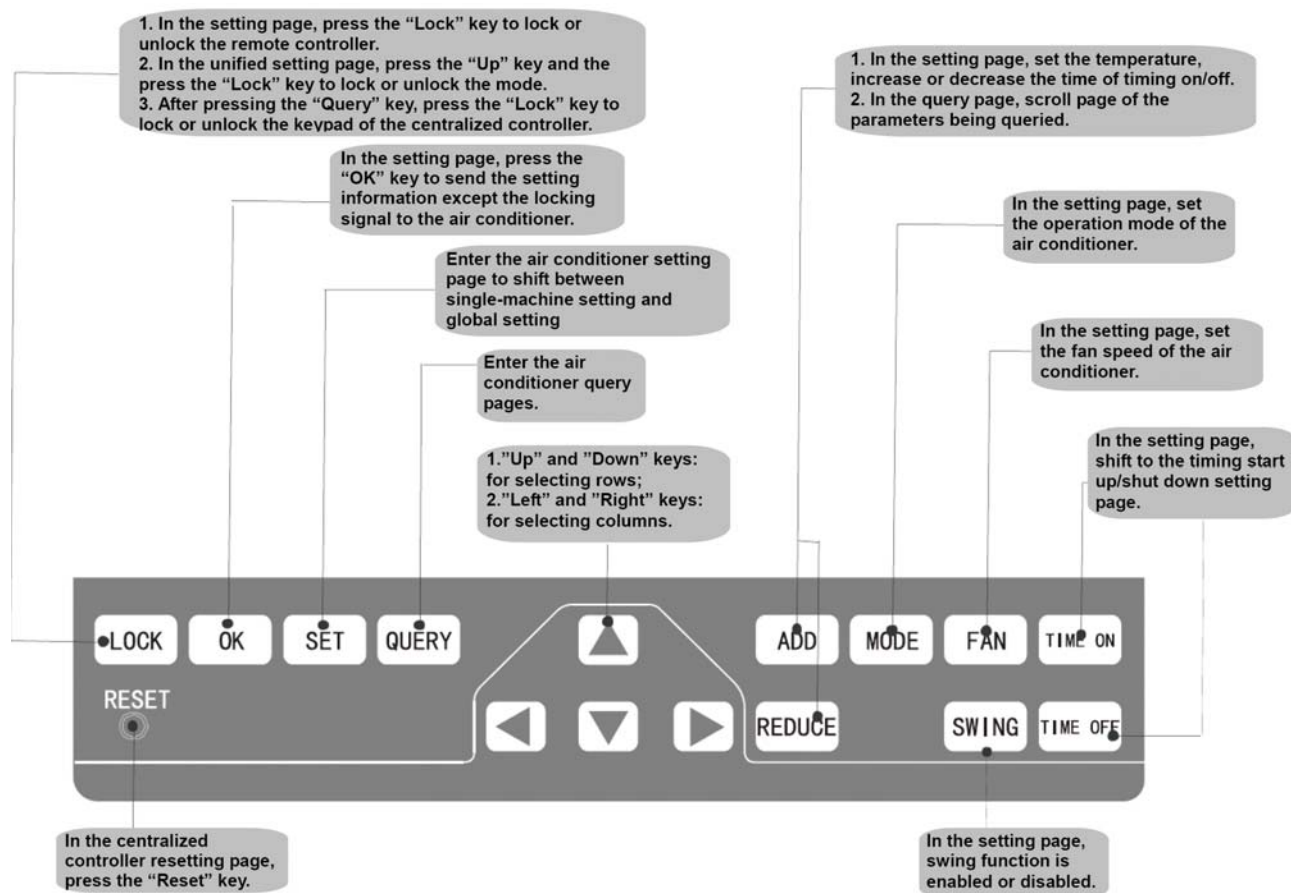 1. In the setting page, press the “Lock” key to lock or
unlock the remote controller.
2. In the unified setting page, press the “Up” key and the
press the “Lock” key to lock or unlock the mode.
3. After pressing the “Query” key, press the “Lock” key to
lock or unlock the keypad of the centralized controller.
1. In the setting page, set the temperature,
increase or decrease the time of timing on/off.
2. In the query page, scroll page of the
parameters being queried.
In the setting page, press the
“OK” key to send the setting
information except the locking
signal to the air conditioner.
In the setting page, set
the operation mode of the
air conditioner.
Enter the air conditioner setting
page to shift between
single-machine setting and
global setting
In the setting page, set
the fan speed of the air
conditioner.
Enter the air
conditioner query
pages.
In the setting page,
shift to the timing start
up/shut down setting
page.
1.”Up” and ”Down” keys:
for selecting rows;
2.”Left” and ”Right” keys:
for selecting columns.
LOCK
OK
SET
QUERY
ADD
MODE
FAN
TIME ON
RESET
REDUCE
SWING
TIME OFF
In the centralized
controller resetting page,
press the “Reset” key.
In the setting page,
swing function is
enabled or disabled.